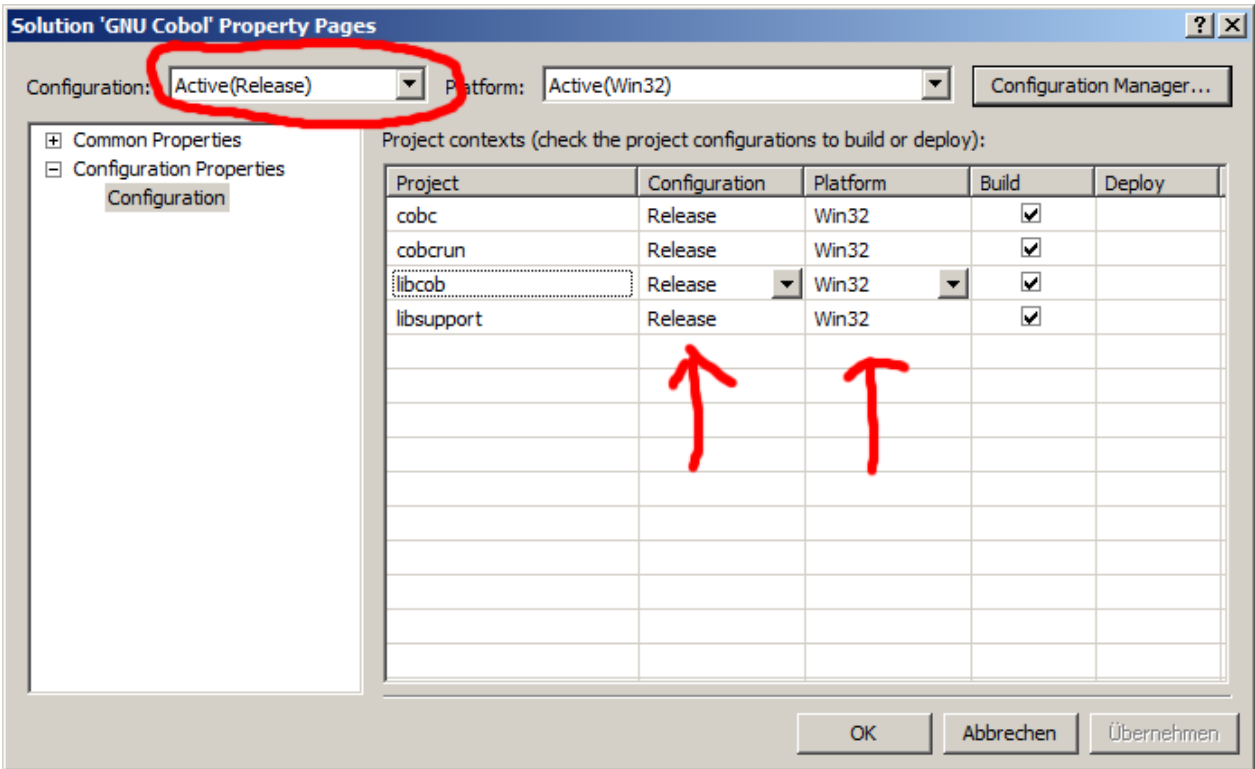 Solution 'GNU Cobol' Property Pages
Configuration: Active(Release) Platform: Active(Win32) Configuration Manager...
Common Properties
Configuration Properties
Configuration
Project contexts (check the project configurations to build or deploy):
Project Configuration Platform Build Deploy
cobc Release Win32
cobcrun Release Win32
libcob Release Win32
libsupport Release Win32
OK Abbrechen Übernehmen